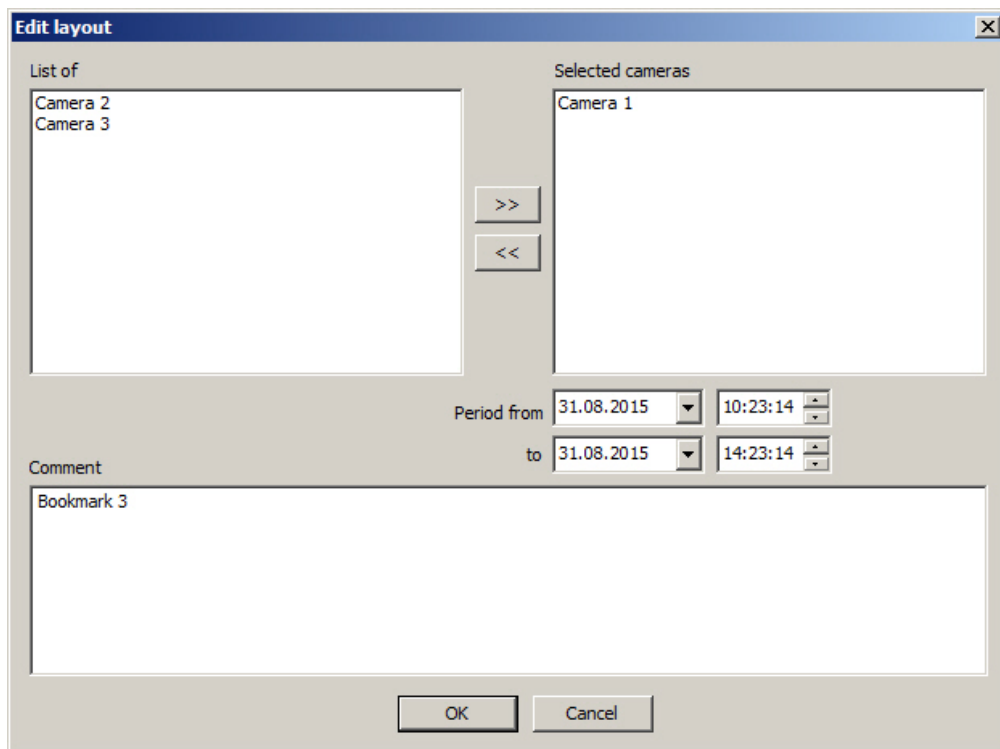 Edit layout
List of
Selected cameras
Camera 2
Camera 3
Camera 1
>>
<<
Period from 31.08.2015 10:23:14
to 31.08.2015 14:23:14
Comment
Bookmark 3
OK Cancel